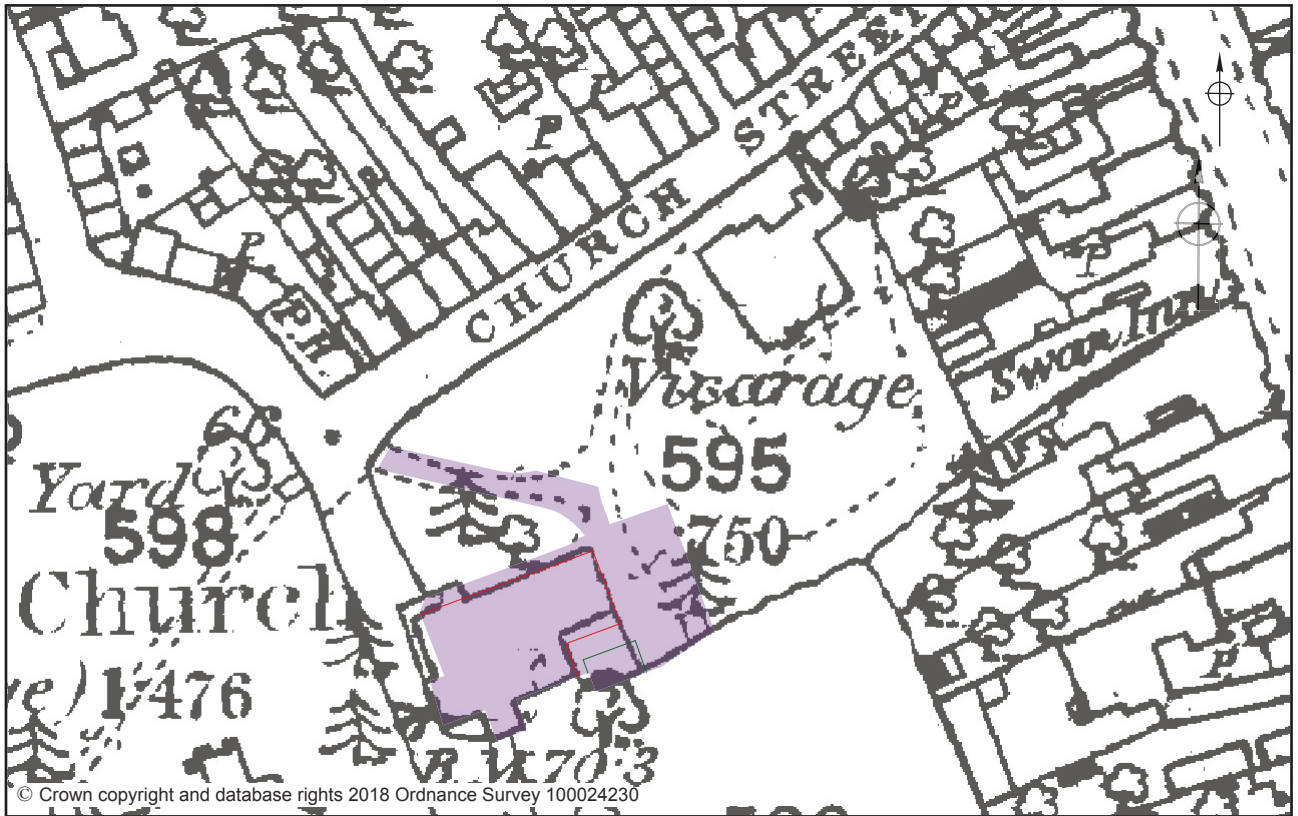 P
CHURCH STREET
P
P
P.H
P
Swan Inn
Vicarage
595
750
66
Yard
598
Church
1·476
P
B.M.70·3
© Crown copyright and database rights 2018 Ordnance Survey 100024230